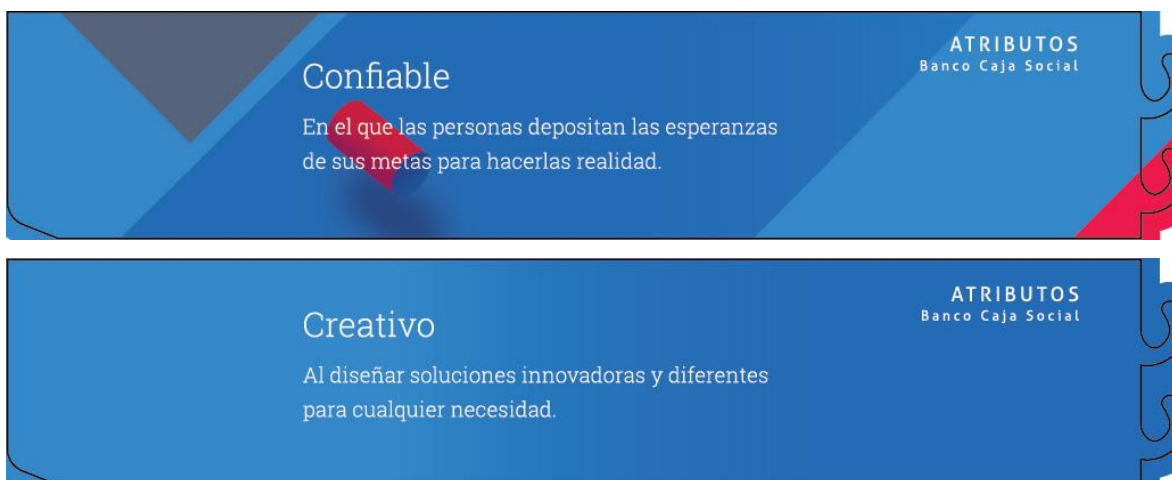 ATRIBUTOS
Banco Caja Social
Confiable
En el que las personas depositan las esperanzas
de sus metas para hacerlas realidad.
ATRIBUTOS
Banco Caja Social
Creativo
Al diseñar soluciones innovadoras y diferentes
para cualquier necesidad.